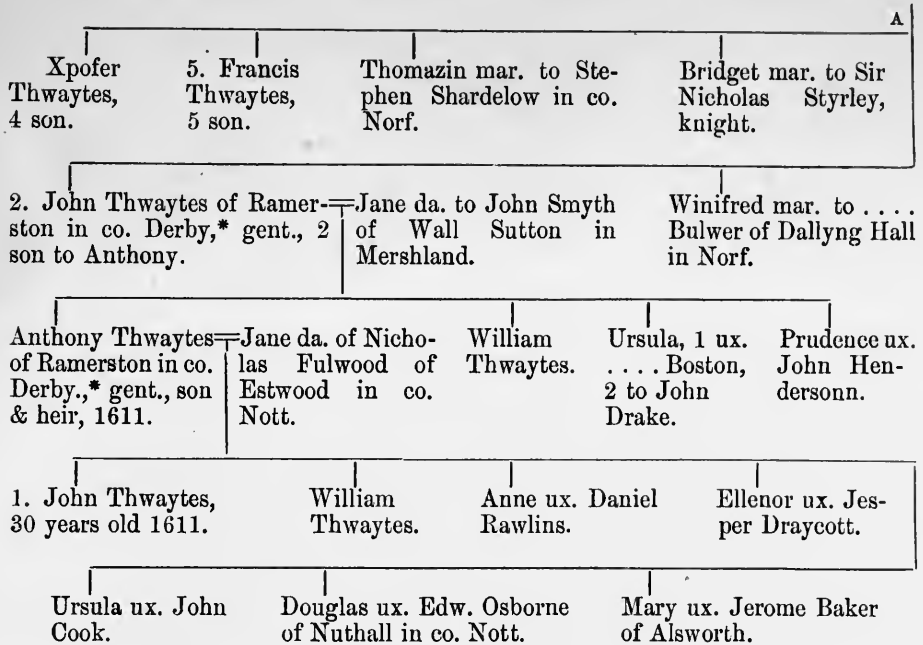 A
Xpofer
Thwaytes,
4 son.
5. Francis
Thwaytes,
5 son.
Thomazin mar. to Ste-
phen Shardelow in co.
Norf.
Bridget mar. to Sir
Nicholas Styrley,
knight.
2. John Thwaytes of Ramer-
ston in co. Derby,* gent., 2
son to Anthony.
Jane da. to John Smyth
of Wall Sutton in
Mershland.
Winifred mar. to . . . .
Bulwer of Dallyng Hall
in Norf.
Anthony Thwaytes
of Ramerston in co.
Derby.,* gent., son
& heir, 1611.
Jane da. of Nicho-
las Fulwood of
Estwood in co.
Nott.
William
Thwaytes.
Ursula, 1 ux.
. . . . Boston,
2 to John
Drake.
Prudence ux.
John Hen-
dersonn.
1. John Thwaytes,
30 years old 1611.
William
Thwaytes.
Anne ux. Daniel
Rawlins.
Ellenor ux. Jes-
per Draycott.
Ursula ux. John
Cook.
Douglas ux. Edw. Osborne
of Nuthall in co. Nott.
Mary ux. Jerome Baker
of Alsworth.